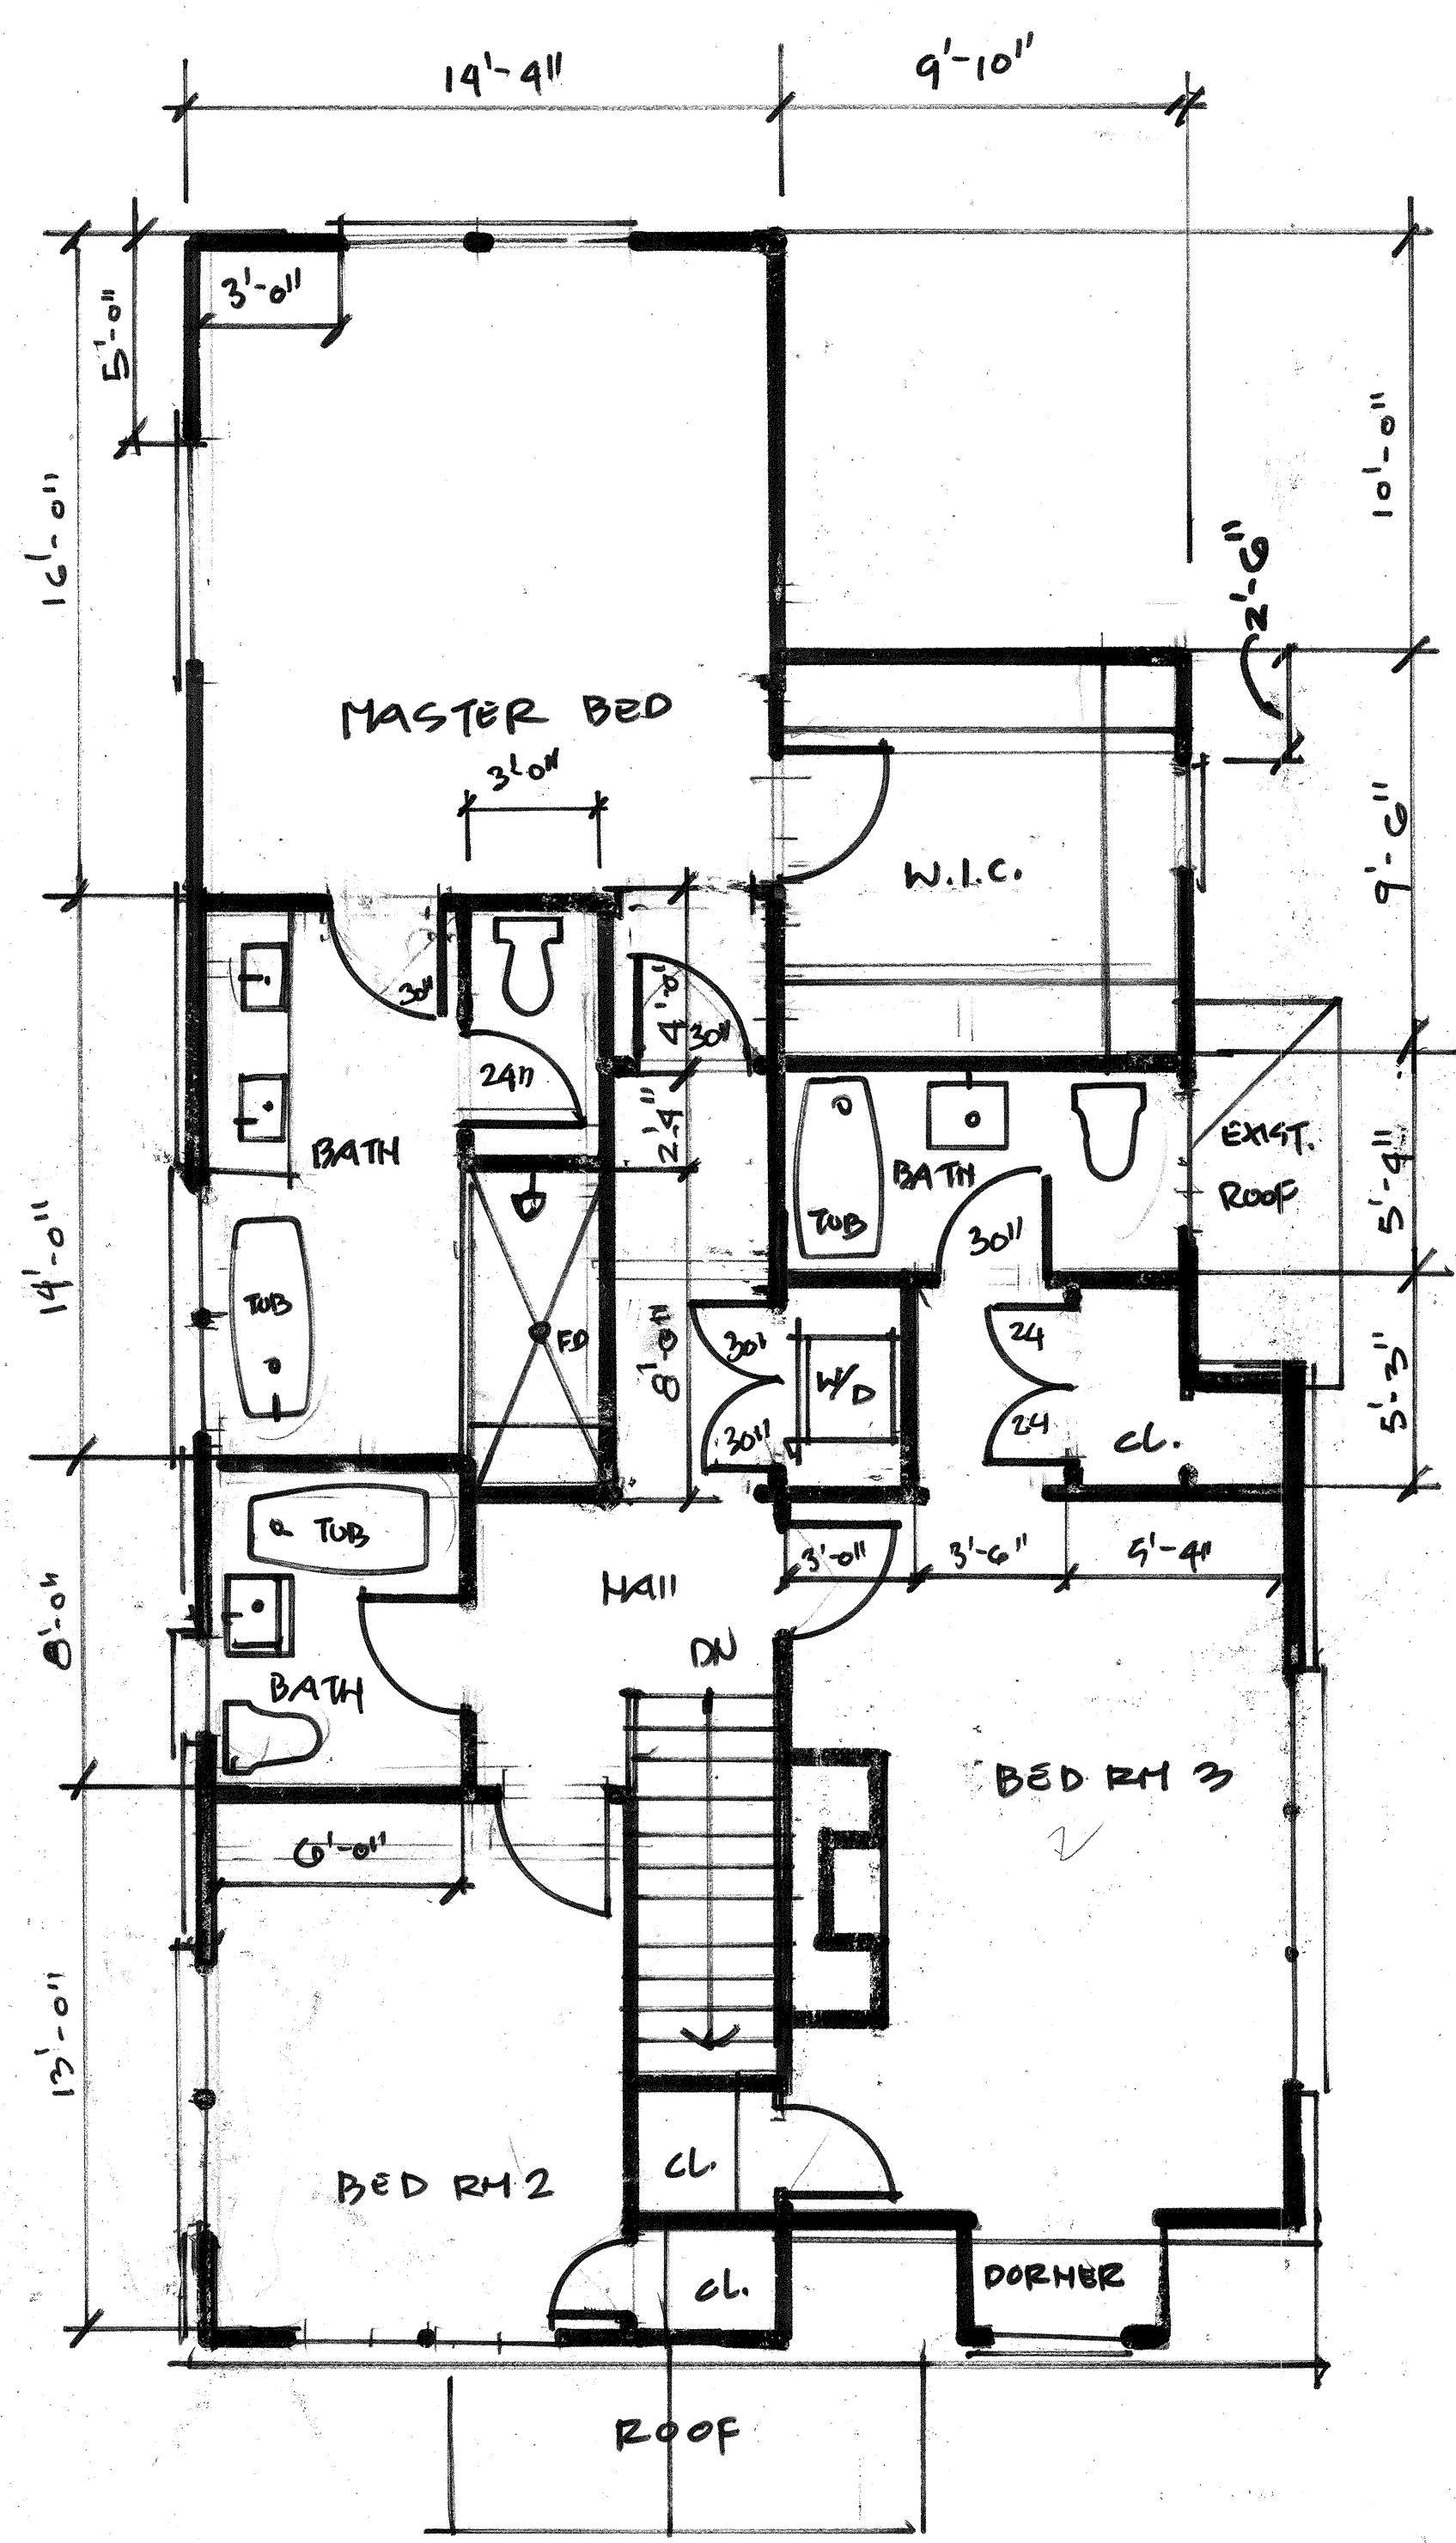 14'-4"
9'-10"
3'-0"
5'-0"
10'-0"
16'-0"
2'-6"
MASTER BED
3'-0"
9'-6"
W.I.C.
30"
4'-0"
30"
24"
2'-4"
BATH
EXIST.
ROOF
BATH
5'-4"
TUB
30"
14'-0"
TUB
FD
8'-0"
30"
W/D
24
30"
24
CL.
5'-3"
TUB
3'-0"
3'-6"
5'-4"
HALL
8'-0"
DN
BATH
BED RM 3
2
6'-0"
13'-0"
CL.
BED RM 2
CL.
DORMER
ROOF